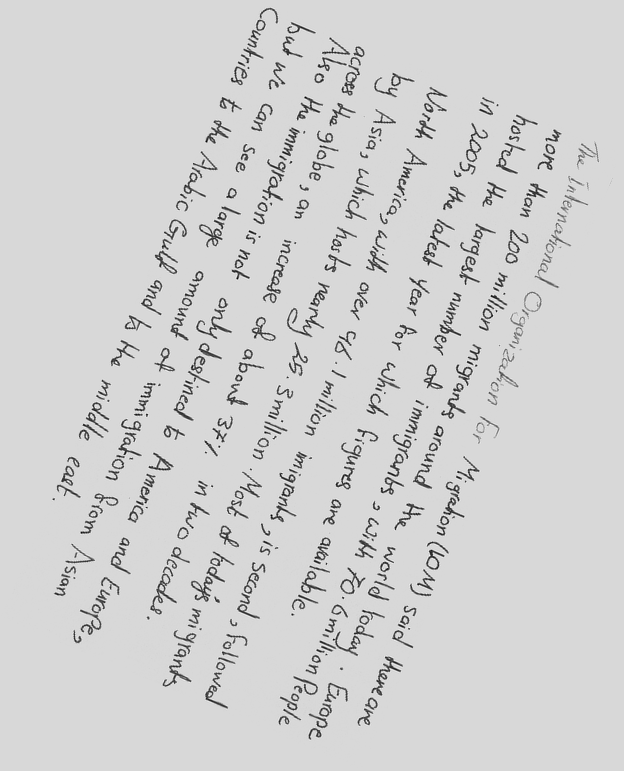 The International Organization for Migration (IOM) said there are
more than 200 million migrants around the world today. Europe
hosted the largest number of immigrants, with 70.6 million People
in 2005, the latest year for which figures are available.
North America, with over 45.1 million imigrants, is second, followed
by Asia, which hosts nearly 25.3 million. Most of today's migrants
across the globe, an increase of about 37% in two decades.
Also the immigration is not only destined to America and Europe,
but we can see a large amound of immigration from Asian
Countries to the Arabic Gulf and to the middle east.